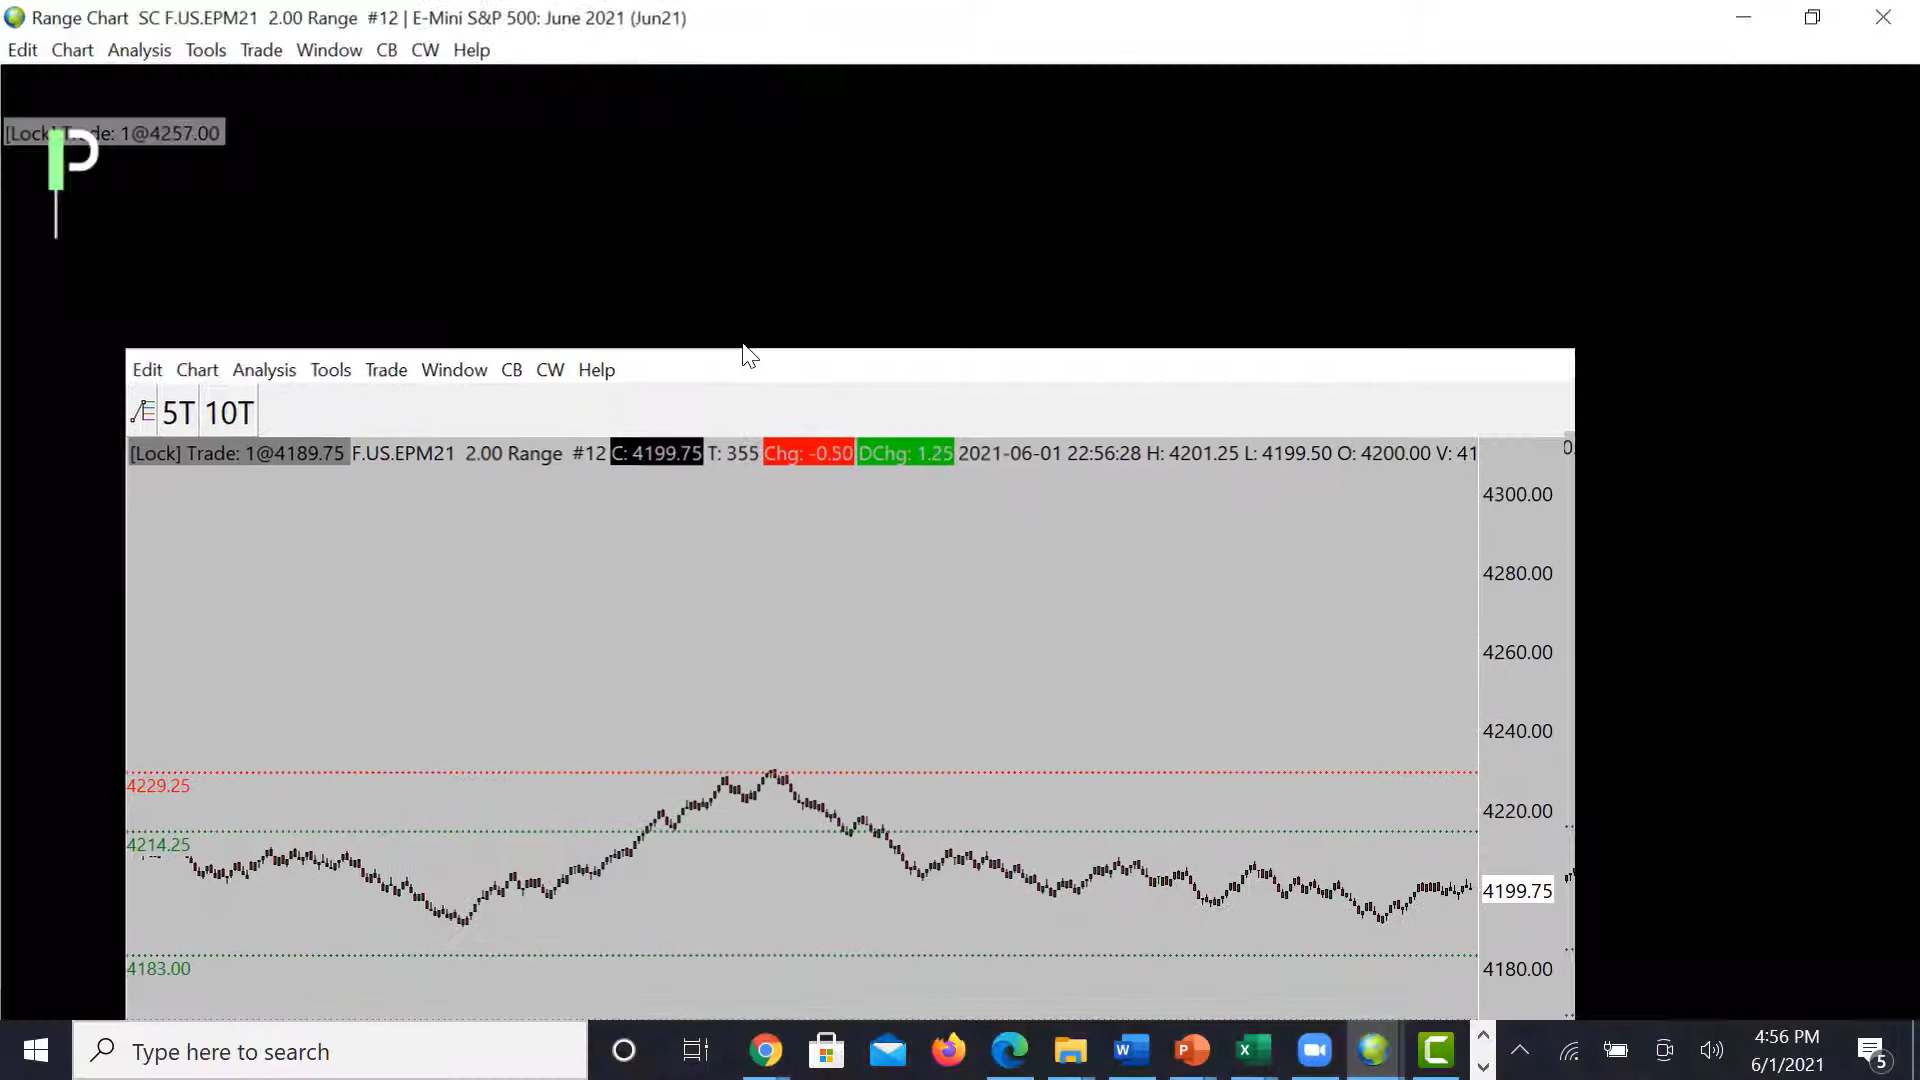 Range Chart SC F.US.EPM21 2.00 Range #12 | E-Mini S&P 500: June 2021 (Jun21)
Edit Chart Analysis Tools Trade Window CB CW Help
[Lock] Trade: 1@4257.00
Edit Chart Analysis Tools Trade Window CB CW Help
5T 10T
[Lock] Trade: 1@4189.75 F.US.EPM21 2.00 Range #12 C: 4199.75 T: 355 Chg: -0.50 DChg: 1.25 2021-06-01 22:56:28 H: 4201.25 L: 4199.50 O: 4200.00 V: 41
4300.00
4280.00
4260.00
4240.00
4229.25
4220.00
4214.25
4199.75
4183.00
4180.00
Type here to search
4:56 PM
6/1/2021
5